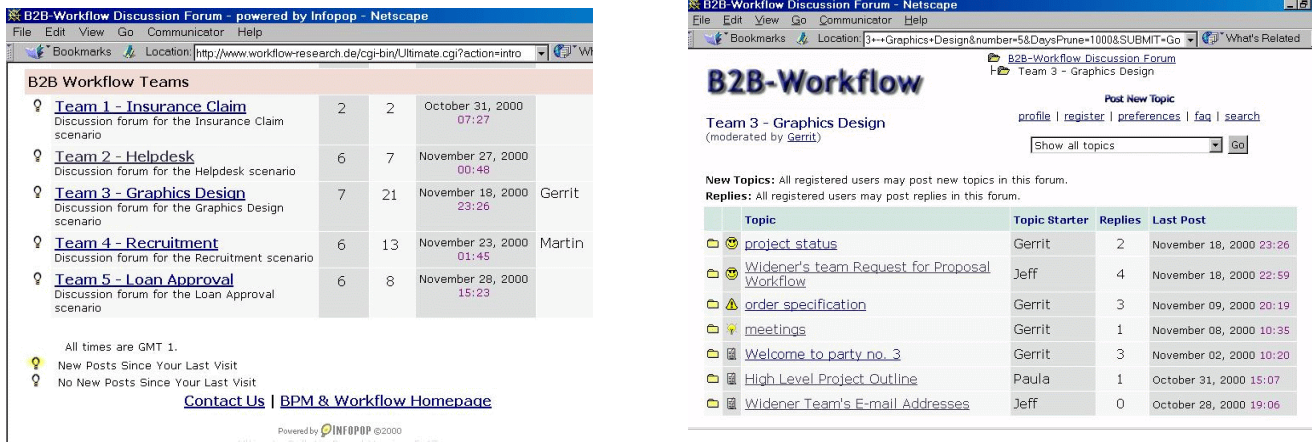 B2B-Workflow Discussion Forum - powered by Infopop - Netscape
File Edit View Go Communicator Help
Bookmarks Location: http://www.workflow-research.de/cgi-bin/Ultimate.cgi?action=intro
B2B Workflow Teams
Team 1 - Insurance Claim 2 2 October 31, 2000
Discussion forum for the Insurance Claim 07:27
scenario
Team 2 - Helpdesk 6 7 November 27, 2000
Discussion forum for the Helpdesk scenario 00:48
Team 3 - Graphics Design 7 21 November 18, 2000 Gerrit
Discussion forum for the Graphics Design 23:26
scenario
Team 4 - Recruitment 6 13 November 23, 2000 Martin
Discussion forum for the Recruitment scenario 01:45
Team 5 - Loan Approval 6 8 November 28, 2000
Discussion forum for the Loan Approval 15:23
scenario
All times are GMT 1.
New Posts Since Your Last Visit
No New Posts Since Your Last Visit
Contact Us | BPM & Workflow Homepage
Powered by INFOPOP ©2000
B2B-Workflow Discussion Forum - Netscape
File Edit View Go Communicator Help
Bookmarks Location: 3+-+Graphics+Design&number=5&DaysPrune=1000&SUBMIT=Go What's Related
B2B-Workflow Discussion Forum
Team 3 - Graphics Design
B2B-Workflow
Post New Topic
Team 3 - Graphics Design
(moderated by Gerrit)
profile | register | preferences | faq | search
Show all topics Go
New Topics: All registered users may post new topics in this forum.
Replies: All registered users may post replies in this forum.
Topic Topic Starter Replies Last Post
project status Gerrit 2 November 18, 2000 23:26
Widener's team Request for Proposal
Workflow Jeff 4 November 18, 2000 22:59
order specification Gerrit 3 November 09, 2000 20:19
meetings Gerrit 1 November 08, 2000 10:35
Welcome to party no. 3 Gerrit 3 November 02, 2000 10:20
High Level Project Outline Paula 1 October 31, 2000 15:07
Widener Team's E-mail Addresses Jeff 0 October 28, 2000 19:06